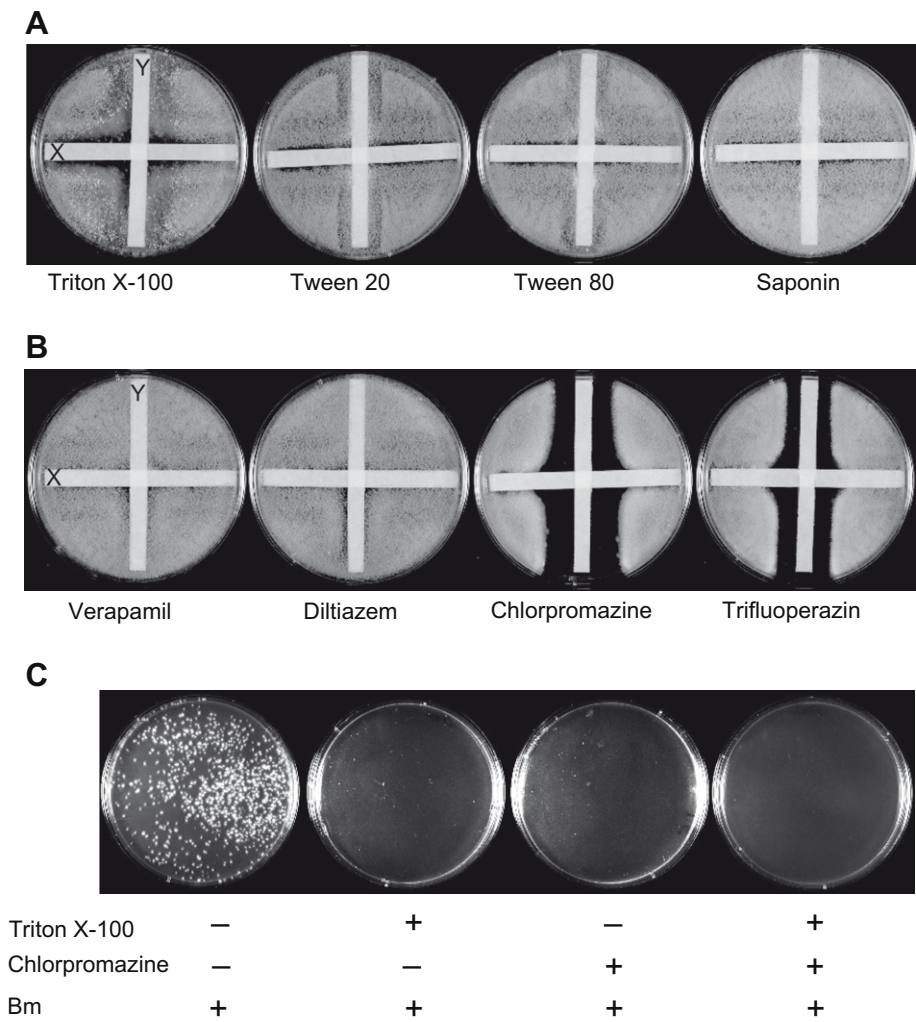 A
Y
X
Triton X-100 Tween 20 Tween 80 Saponin
B
Y
X
Verapamil Diltiazem Chlorpromazine Trifluoperazin
C
Triton X-100 – + – +
Chlorpromazine – – + +
Bm + + + +